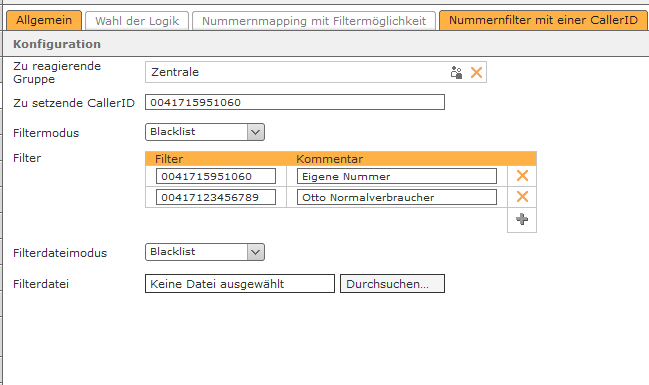 Allgemein Wahl der Logik Nummernmapping mit Filtermöglichkeit Nummernfilter mit einer CallerID
Konfiguration
Zu reagierende
Gruppe
Zentrale
Zu setzende CallerID 0041715951060
Filtermodus Blacklist
Filter Filter Kommentar
0041715951060 Eigene Nummer
00417123456789 Otto Normalverbraucher
Filterdateimodus Blacklist
Filterdatei Keine Datei ausgewählt Durchsuchen...